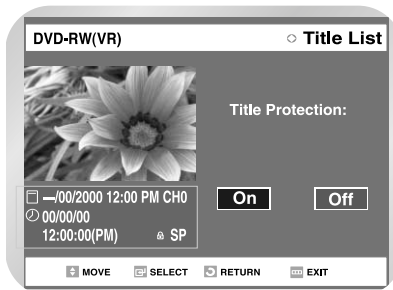 DVD-RW(VR)
Title List
Title Protection:
—/00/2000 12:00 PM CH0
00/00/00
12:00:00(PM) SP
On Off
MOVE SELECT RETURN EXIT